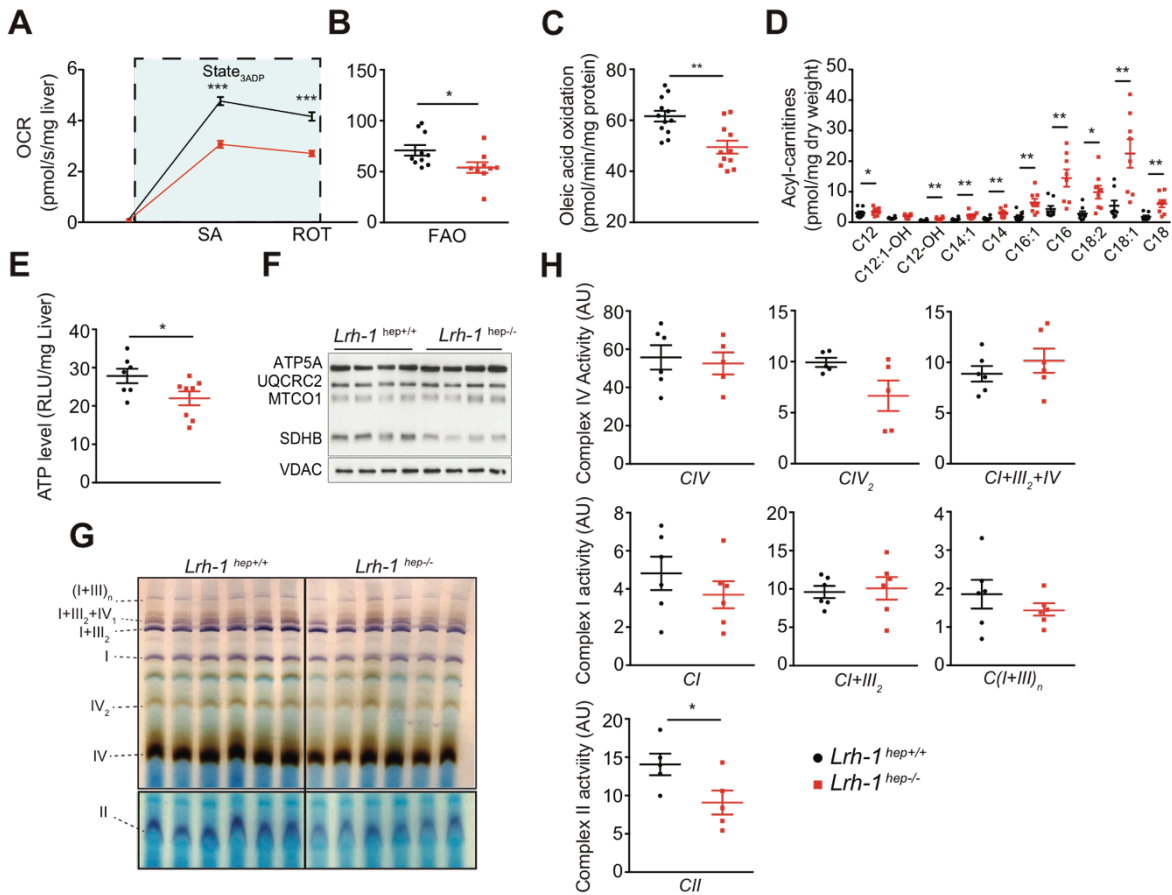 A
B
C
D
OCR
(pmol/s/mg liver)
6
4
2
0
State3ADP
***
***
SA
ROT
150
100
50
0
*
FAO
Oleic acid oxidation
(pmol/min/mg protein)
80
60
40
**
Acyl-carnitines
(pmol/mg dry weight)
50
40
30
20
10
0
*
**
**
**
**
**
*
**
**
C12
C12:1-OH
C12-OH
C14:1
C14
C16:1
C16
C18:2
C18:1
C18
E
F
H
ATP level (RLU/mg Liver)
40
30
20
10
0
*
Lrh-1 hep+/+
Lrh-1 hep-/-
ATP5A
UQCRC2
MTCO1
SDHB
VDAC
G
Lrh-1 hep+/+
Lrh-1 hep-/-
(I+III)n
I+III2+IV1
I+III2
I
IV2
IV
II
Complex IV Activity (AU)
80
60
40
20
0
CIV
15
10
5
0
CIV2
15
10
5
0
CI+III2+IV
Complex I activity (AU)
8
6
4
2
0
CI
20
15
10
5
0
CI+III2
4
3
2
1
0
C(I+III)n
Complex II actvity (AU)
20
15
10
5
0
*
CII
Lrh-1 hep+/+
Lrh-1 hep-/-